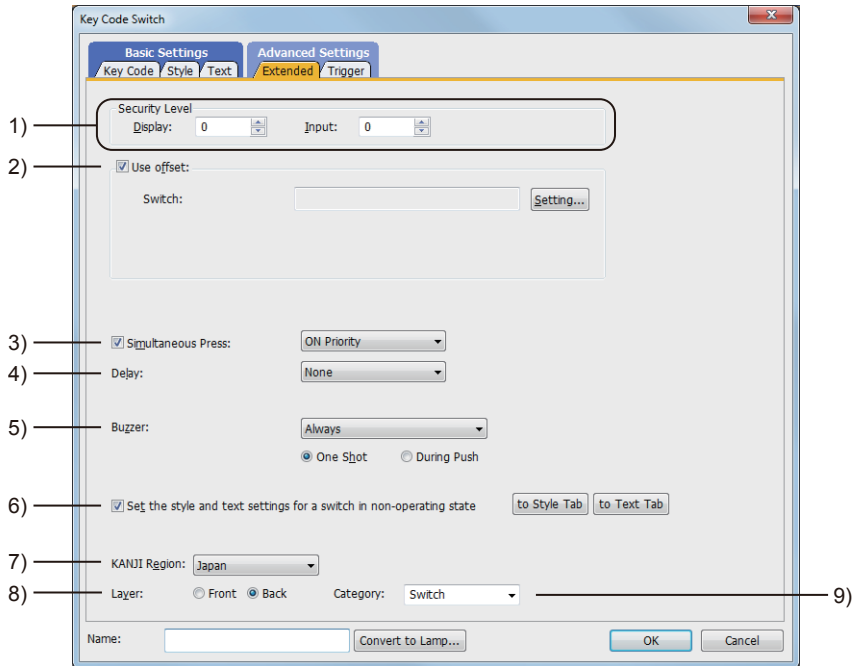 Key Code Switch
Basic Settings Advanced Settings
Key Code Style Text Extended Trigger
Security Level
1) Display: 0 Input: 0
2) Use offset:
Switch: Setting...
3) Simultaneous Press: ON Priority
4) Delay: None
5) Buzzer: Always
One Shot During Push
6) Set the style and text settings for a switch in non-operating state to Style Tab to Text Tab
7) KANJI Region: Japan
8) Layer: Front Back Category: Switch 9)
Name: Convert to Lamp... OK Cancel